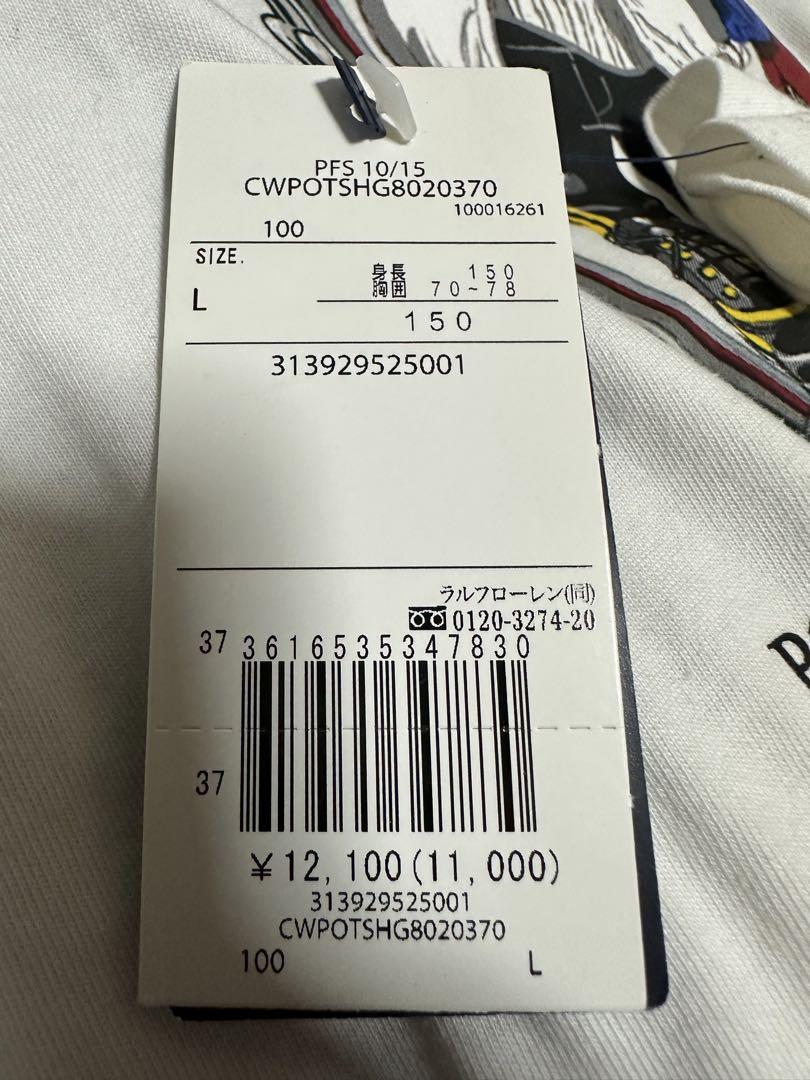 PFS 10/15
CWPOTSHG8020370
100016261
100
SIZE.
L
身長 150
胸囲 70~78
150
313929525001
ラルフローレン(同)
0120-3274-20
37 3616535347830
37
¥12,100(11,000)
313929525001
CWPOTSHG8020370
100 L